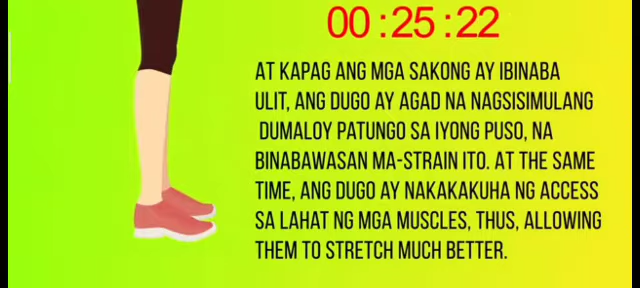 00:25:22
AT KAPAG ANG MGA SAKONG AY IBINABA
ULIT, ANG DUGO AY AGAD NA NAGSISIMULANG
DUMALOY PATUNGO SA IYONG PUSO, NA
BINABAWASAN MA-STRAIN ITO. AT THE SAME
TIME, ANG DUGO AY NAKAKAKUHA NG ACCESS
SA LAHAT NG MGA MUSCLES, THUS, ALLOWING
THEM TO STRETCH MUCH BETTER.